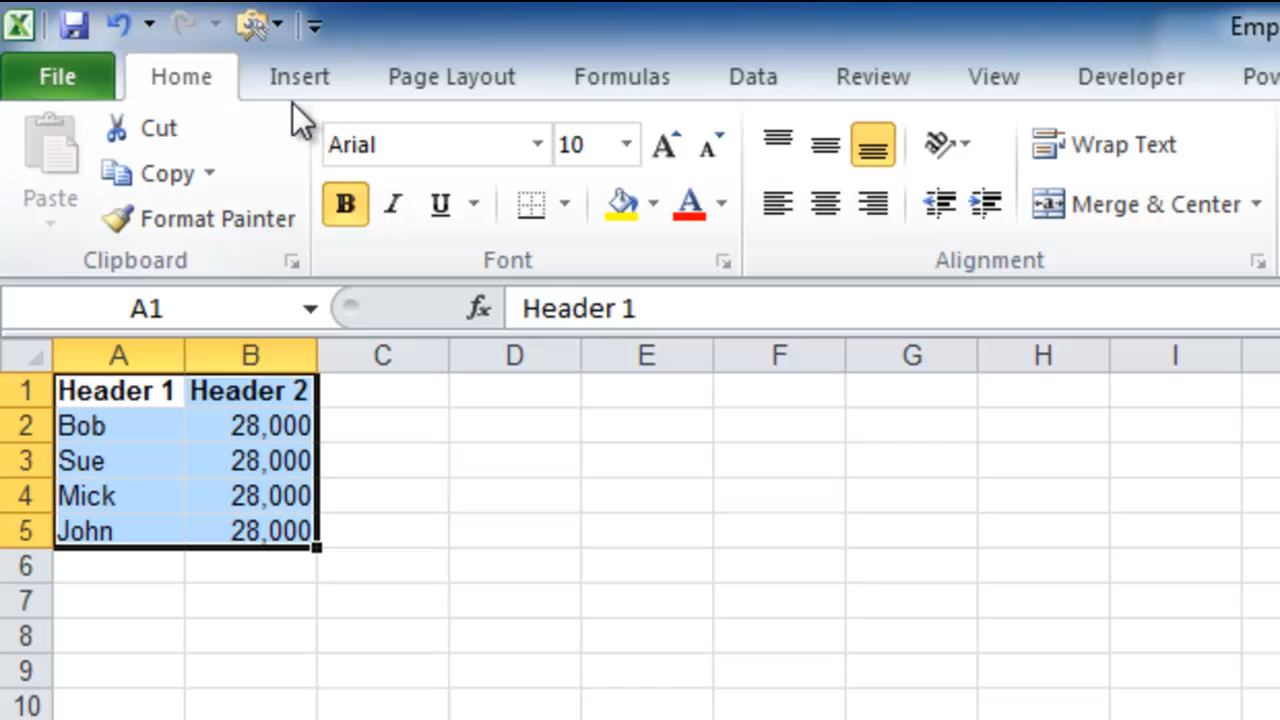 Emp
File Home Insert Page Layout Formulas Data Review View Developer Pow
Cut
Copy
Format Painter
Paste
Clipboard
Arial 10 A A
B I U A
Font
Wrap Text
Merge & Center
Alignment
A1 fx Header 1
A B C D E F G H I
1 Header 1 Header 2
2 Bob 28,000
3 Sue 28,000
4 Mick 28,000
5 John 28,000
6
7
8
9
10